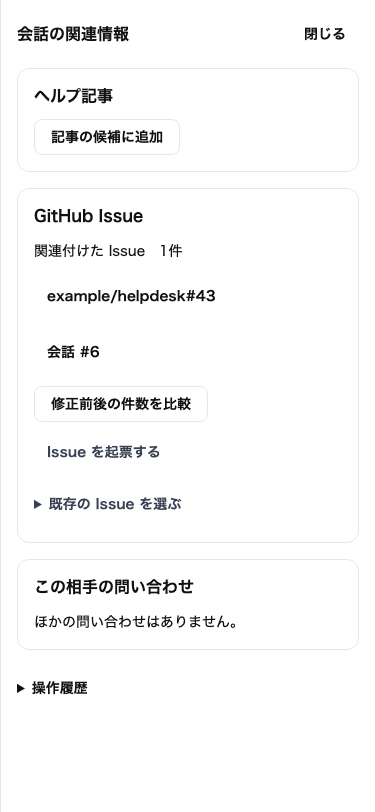 会話の関連情報
閉じる
ヘルプ記事
記事の候補に追加
GitHub Issue
関連付けた Issue 1件
example/helpdesk#43
会話 #6
修正前後の件数を比較
Issue を起票する
既存の Issue を選ぶ
この相手の問い合わせ
ほかの問い合わせはありません。
操作履歴